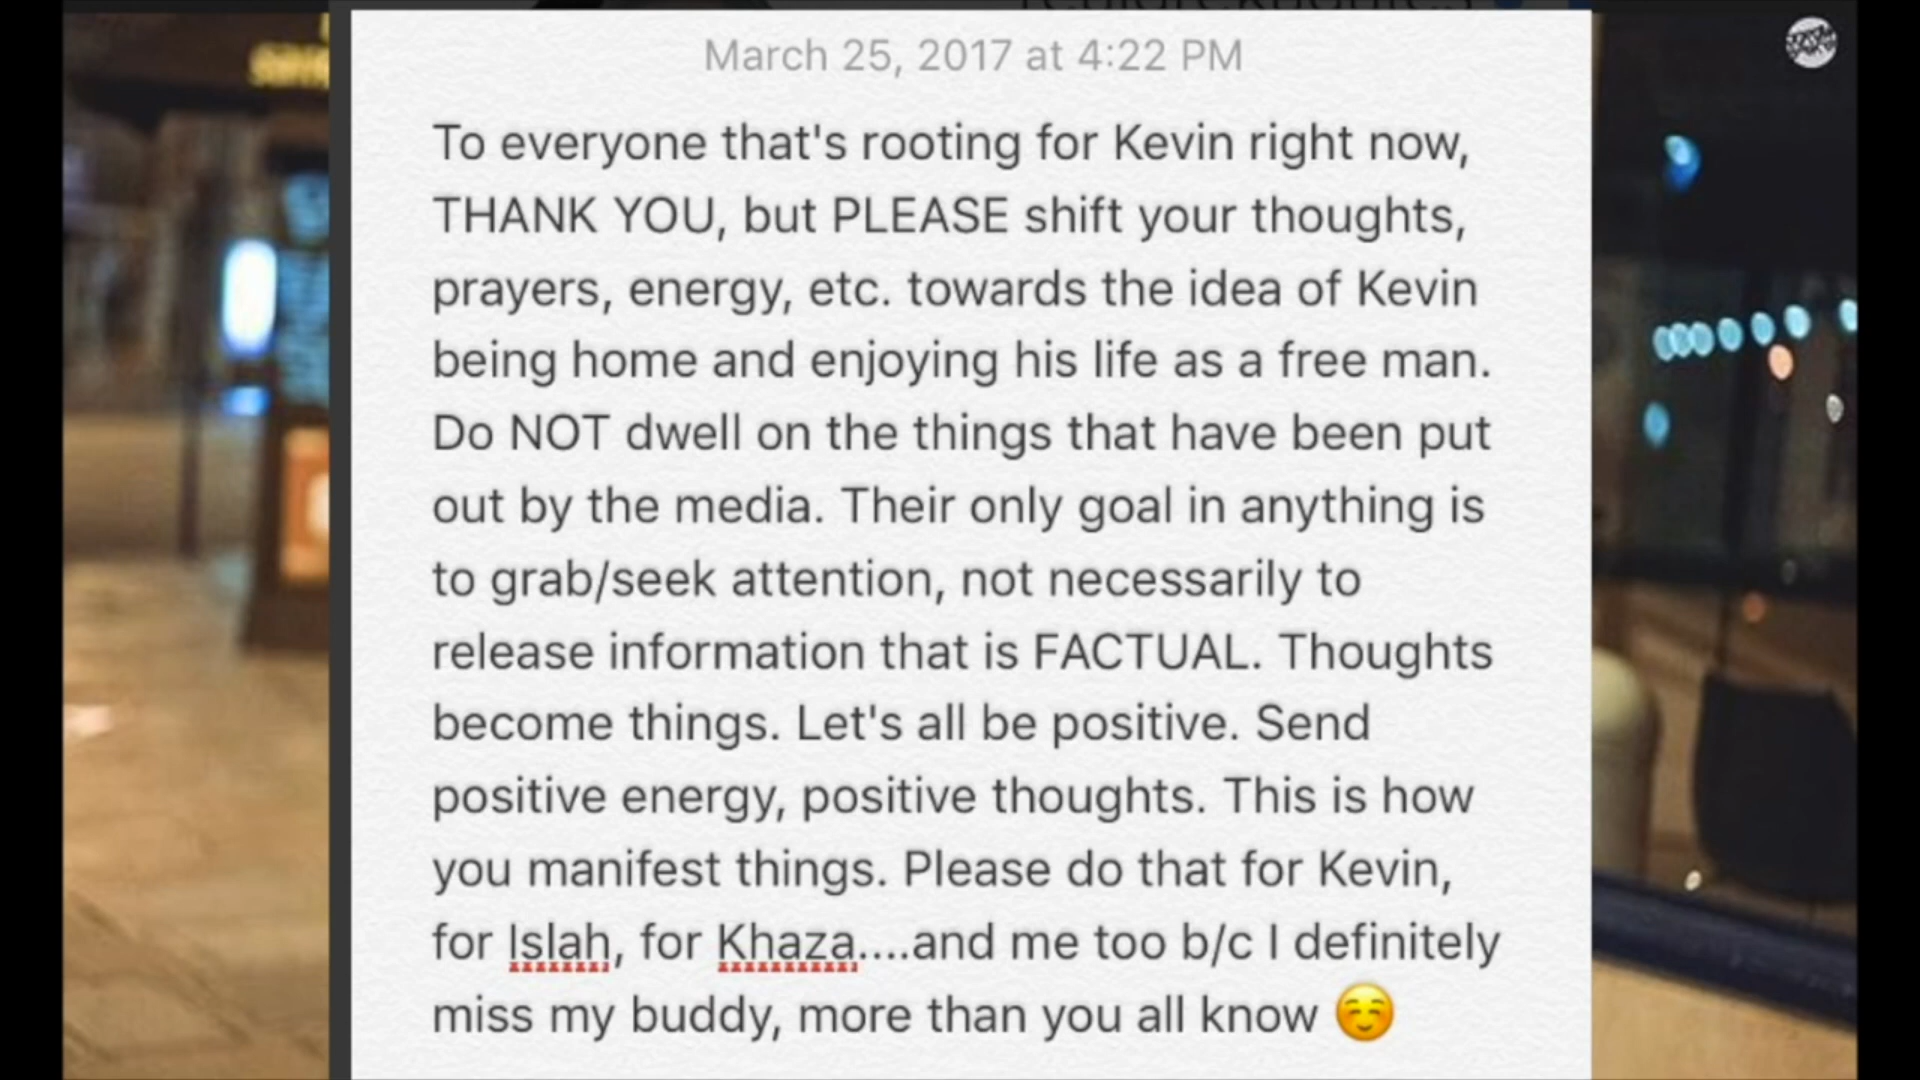 March 25, 2017 at 4:22 PM
To everyone that's rooting for Kevin right now,
THANK YOU, but PLEASE shift your thoughts,
prayers, energy, etc. towards the idea of Kevin
being home and enjoying his life as a free man.
Do NOT dwell on the things that have been put
out by the media. Their only goal in anything is
to grab/seek attention, not necessarily to
release information that is FACTUAL. Thoughts
become things. Let's all be positive. Send
positive energy, positive thoughts. This is how
you manifest things. Please do that for Kevin,
for Islah, for Khaza....and me too b/c I definitely
miss my buddy, more than you all know ☺️